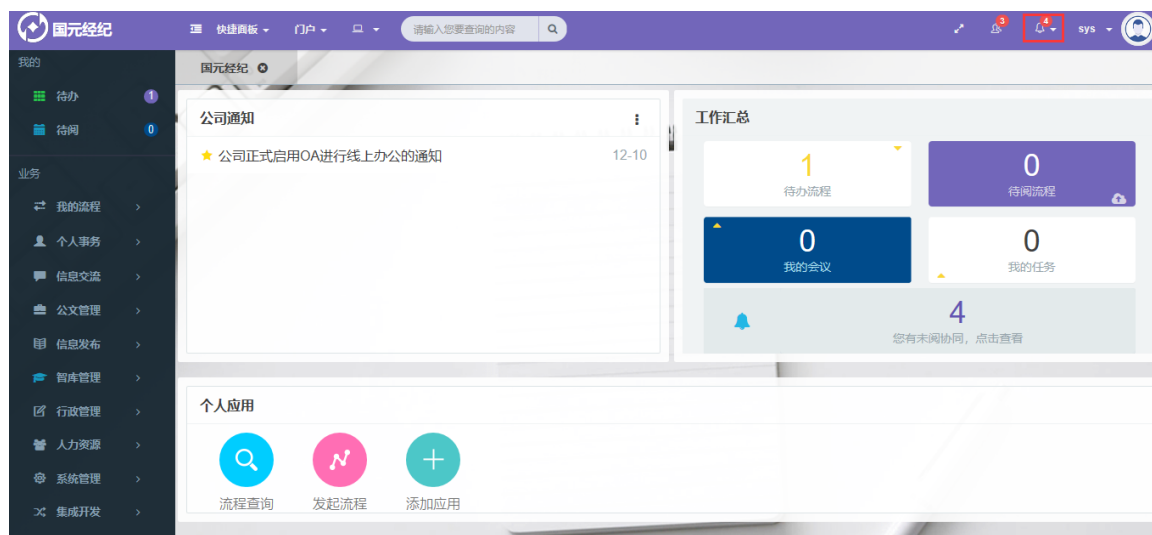 国元经纪
快捷面板
门户
请输入您要查询的内容
3
4
sys
我的
待办
1
待阅
0
业务
我的流程
个人事务
信息交流
公文管理
信息发布
智库管理
行政管理
人力资源
系统管理
集成开发
国元经纪
公司通知
公司正式启用OA进行线上办公的通知
12-10
工作汇总
1
待办流程
0
待阅流程
0
我的会议
0
我的任务
4
您有未阅协同，点击查看
个人应用
流程查询
发起流程
添加应用